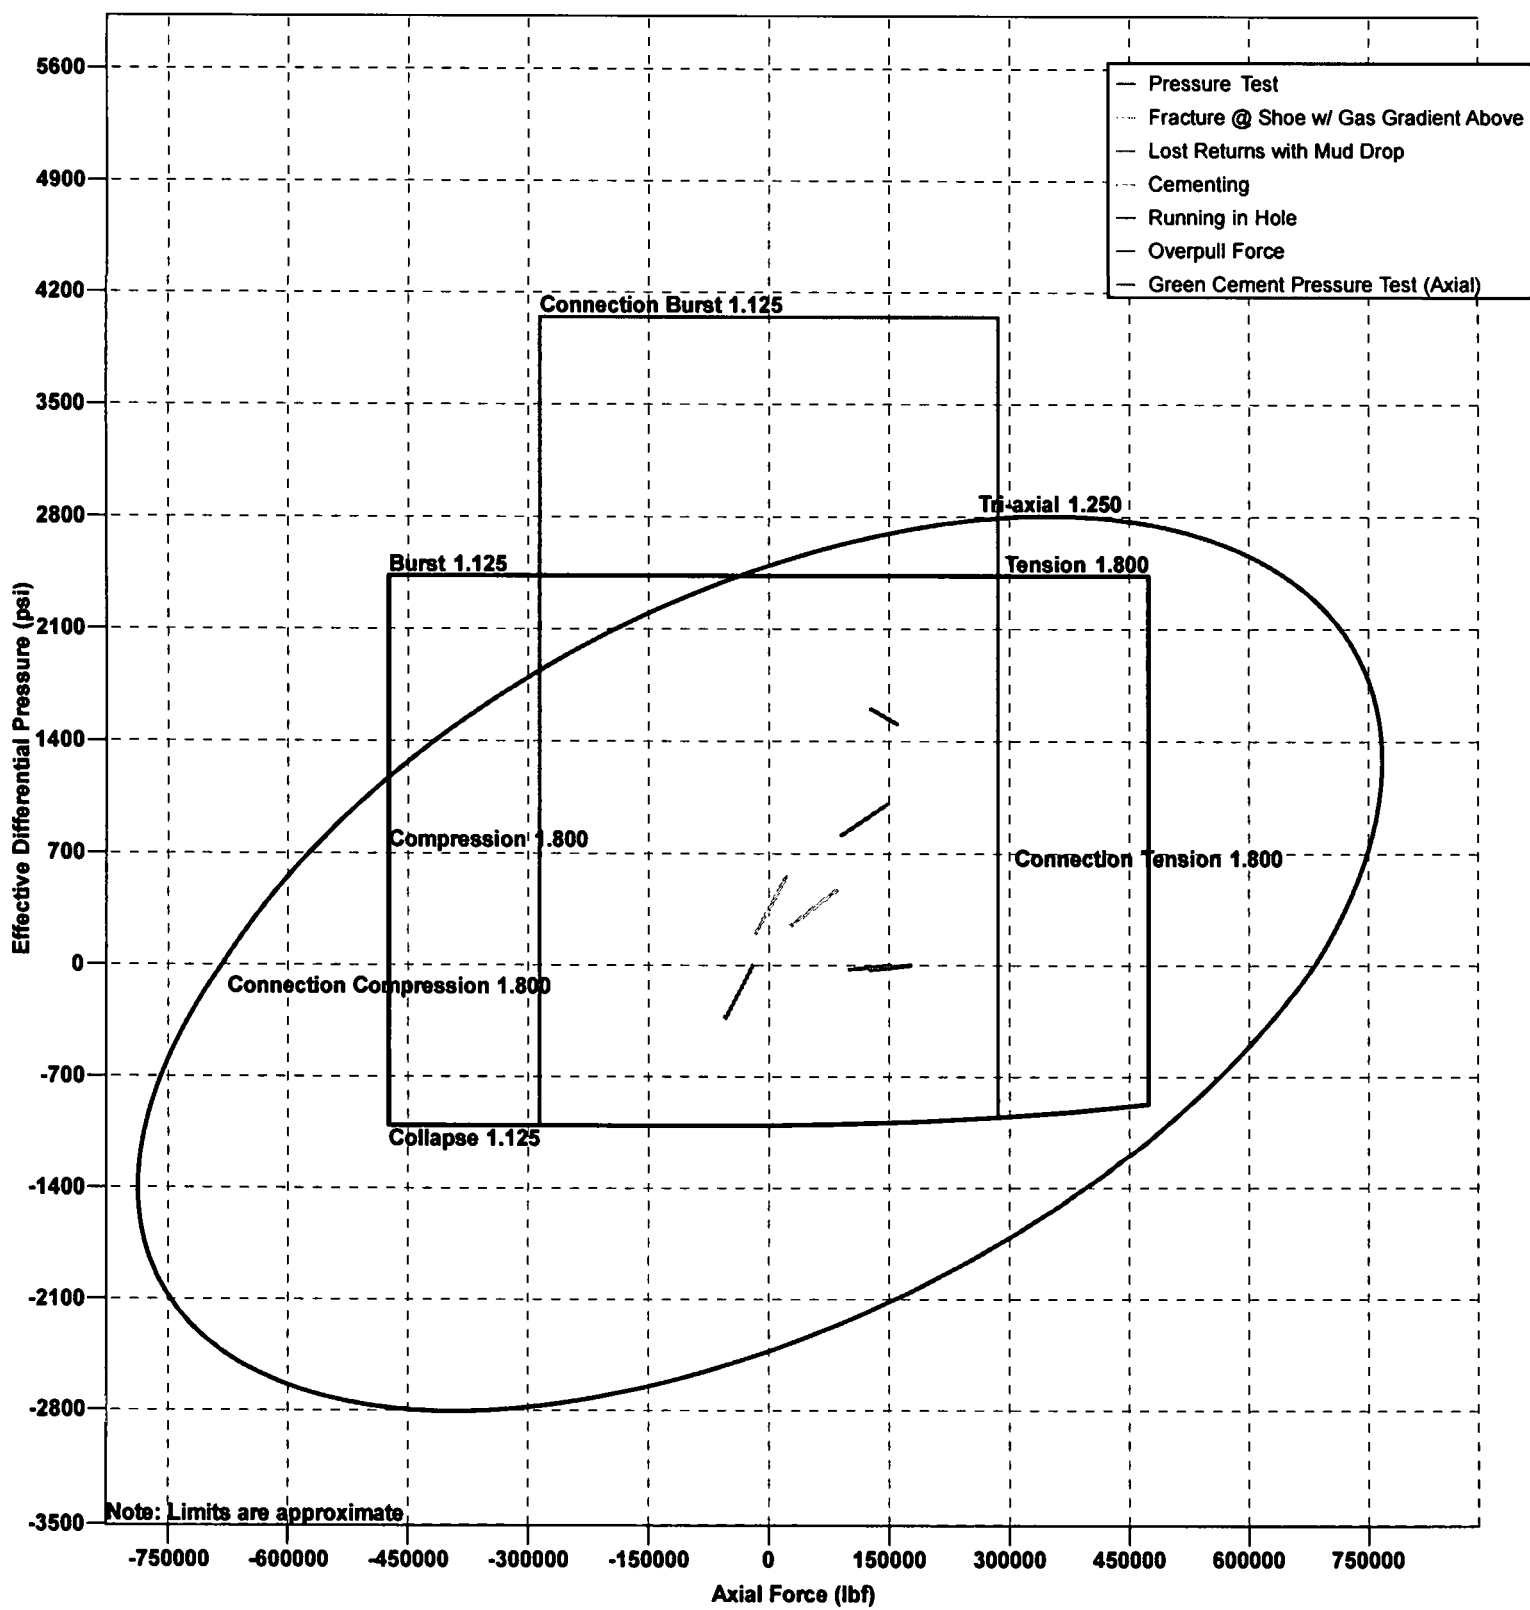 5600
4900
4200
3500
2800
2100
1400
700
0
-700
-1400
-2100
-2800
-3500
Effective Differential Pressure (psi)
Pressure Test
Fracture @ Shoe w/ Gas Gradient Above
Lost Returns with Mud Drop
Cementing
Running in Hole
Overpull Force
Green Cement Pressure Test (Axial)
Connection Burst 1.125
Tri-axial 1.250
Burst 1.125
Tension 1.800
Compression 1.800
Connection Tension 1.800
Connection Compression 1.800
Collapse 1.125
Note: Limits are approximate
-750000 -600000 -450000 -300000 -150000 0 150000 300000 450000 600000 750000
Axial Force (lbf)